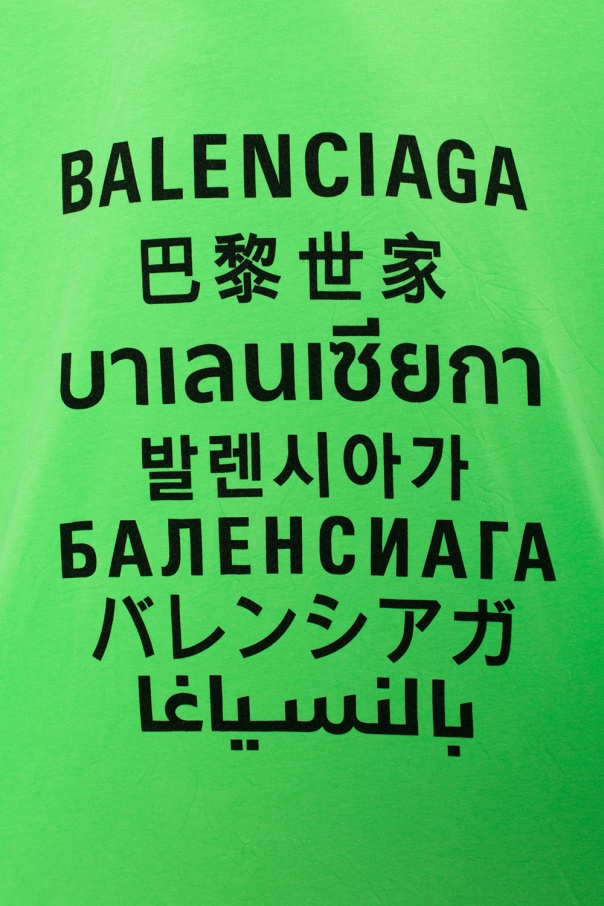 BALENCIAGA
巴黎世家
บาเลนเซียกา
발렌시아가
БАЛЕНСИАГА
バレンシアガ
بالنسياغا